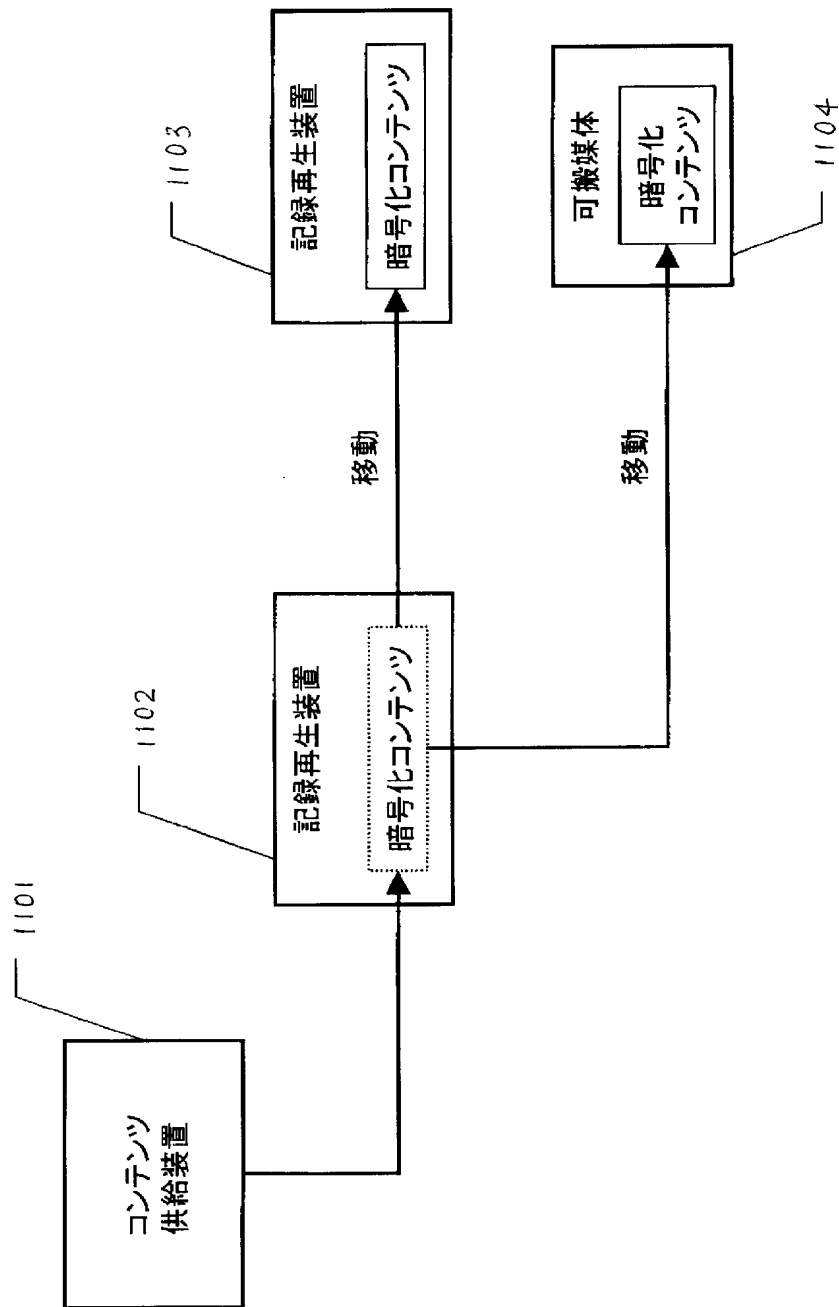 1101
コンテンツ
供給装置
1102
記録再生装置
暗号化コンテンツ
移動
1103
記録再生装置
暗号化コンテンツ
移動
可搬媒体
暗号化
コンテンツ
1104